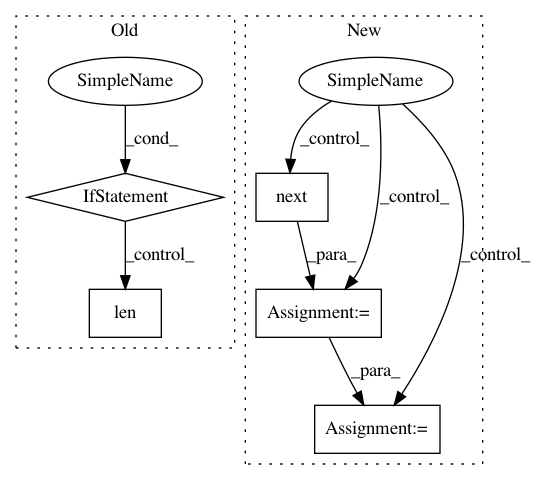 Old
New
SimpleName
SimpleName
_cond_
_control_
IfStatement
next
_control_
_control_
_control_
_para_
len
Assignment:=
_para_
Assignment:=